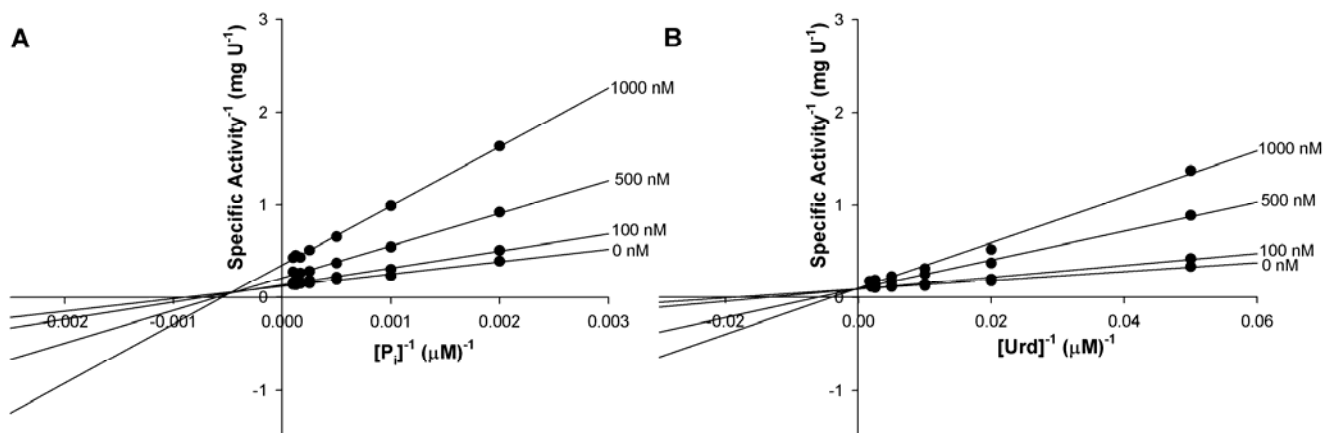 A
Specific Activity⁻¹ (mg U⁻¹)
3
2
1
0
-1
0.002
-0.001
0.000
0.001
0.002
0.003
[Pᵢ]⁻¹ (μM)⁻¹
1000 nM
500 nM
100 nM
0 nM
B
Specific Activity⁻¹ (mg U⁻¹)
3
2
1
0
-1
-0.02
0.00
0.02
0.04
0.06
[Urd]⁻¹ (μM)⁻¹
1000 nM
500 nM
100 nM
0 nM